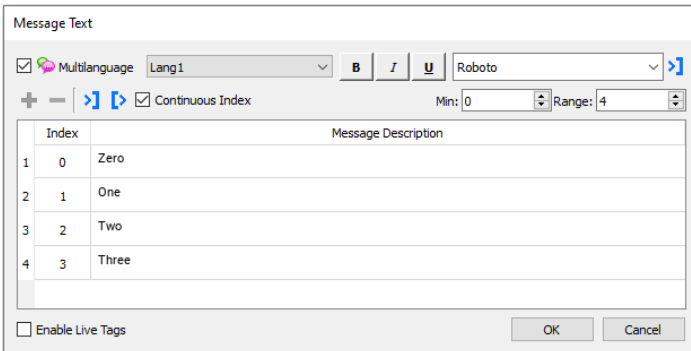 Message Text
Multilanguage Lang1 B I U Roboto
Continuous Index Min: 0 Range: 4
Index Message Description
1 0 Zero
2 1 One
3 2 Two
4 3 Three
Enable Live Tags OK Cancel